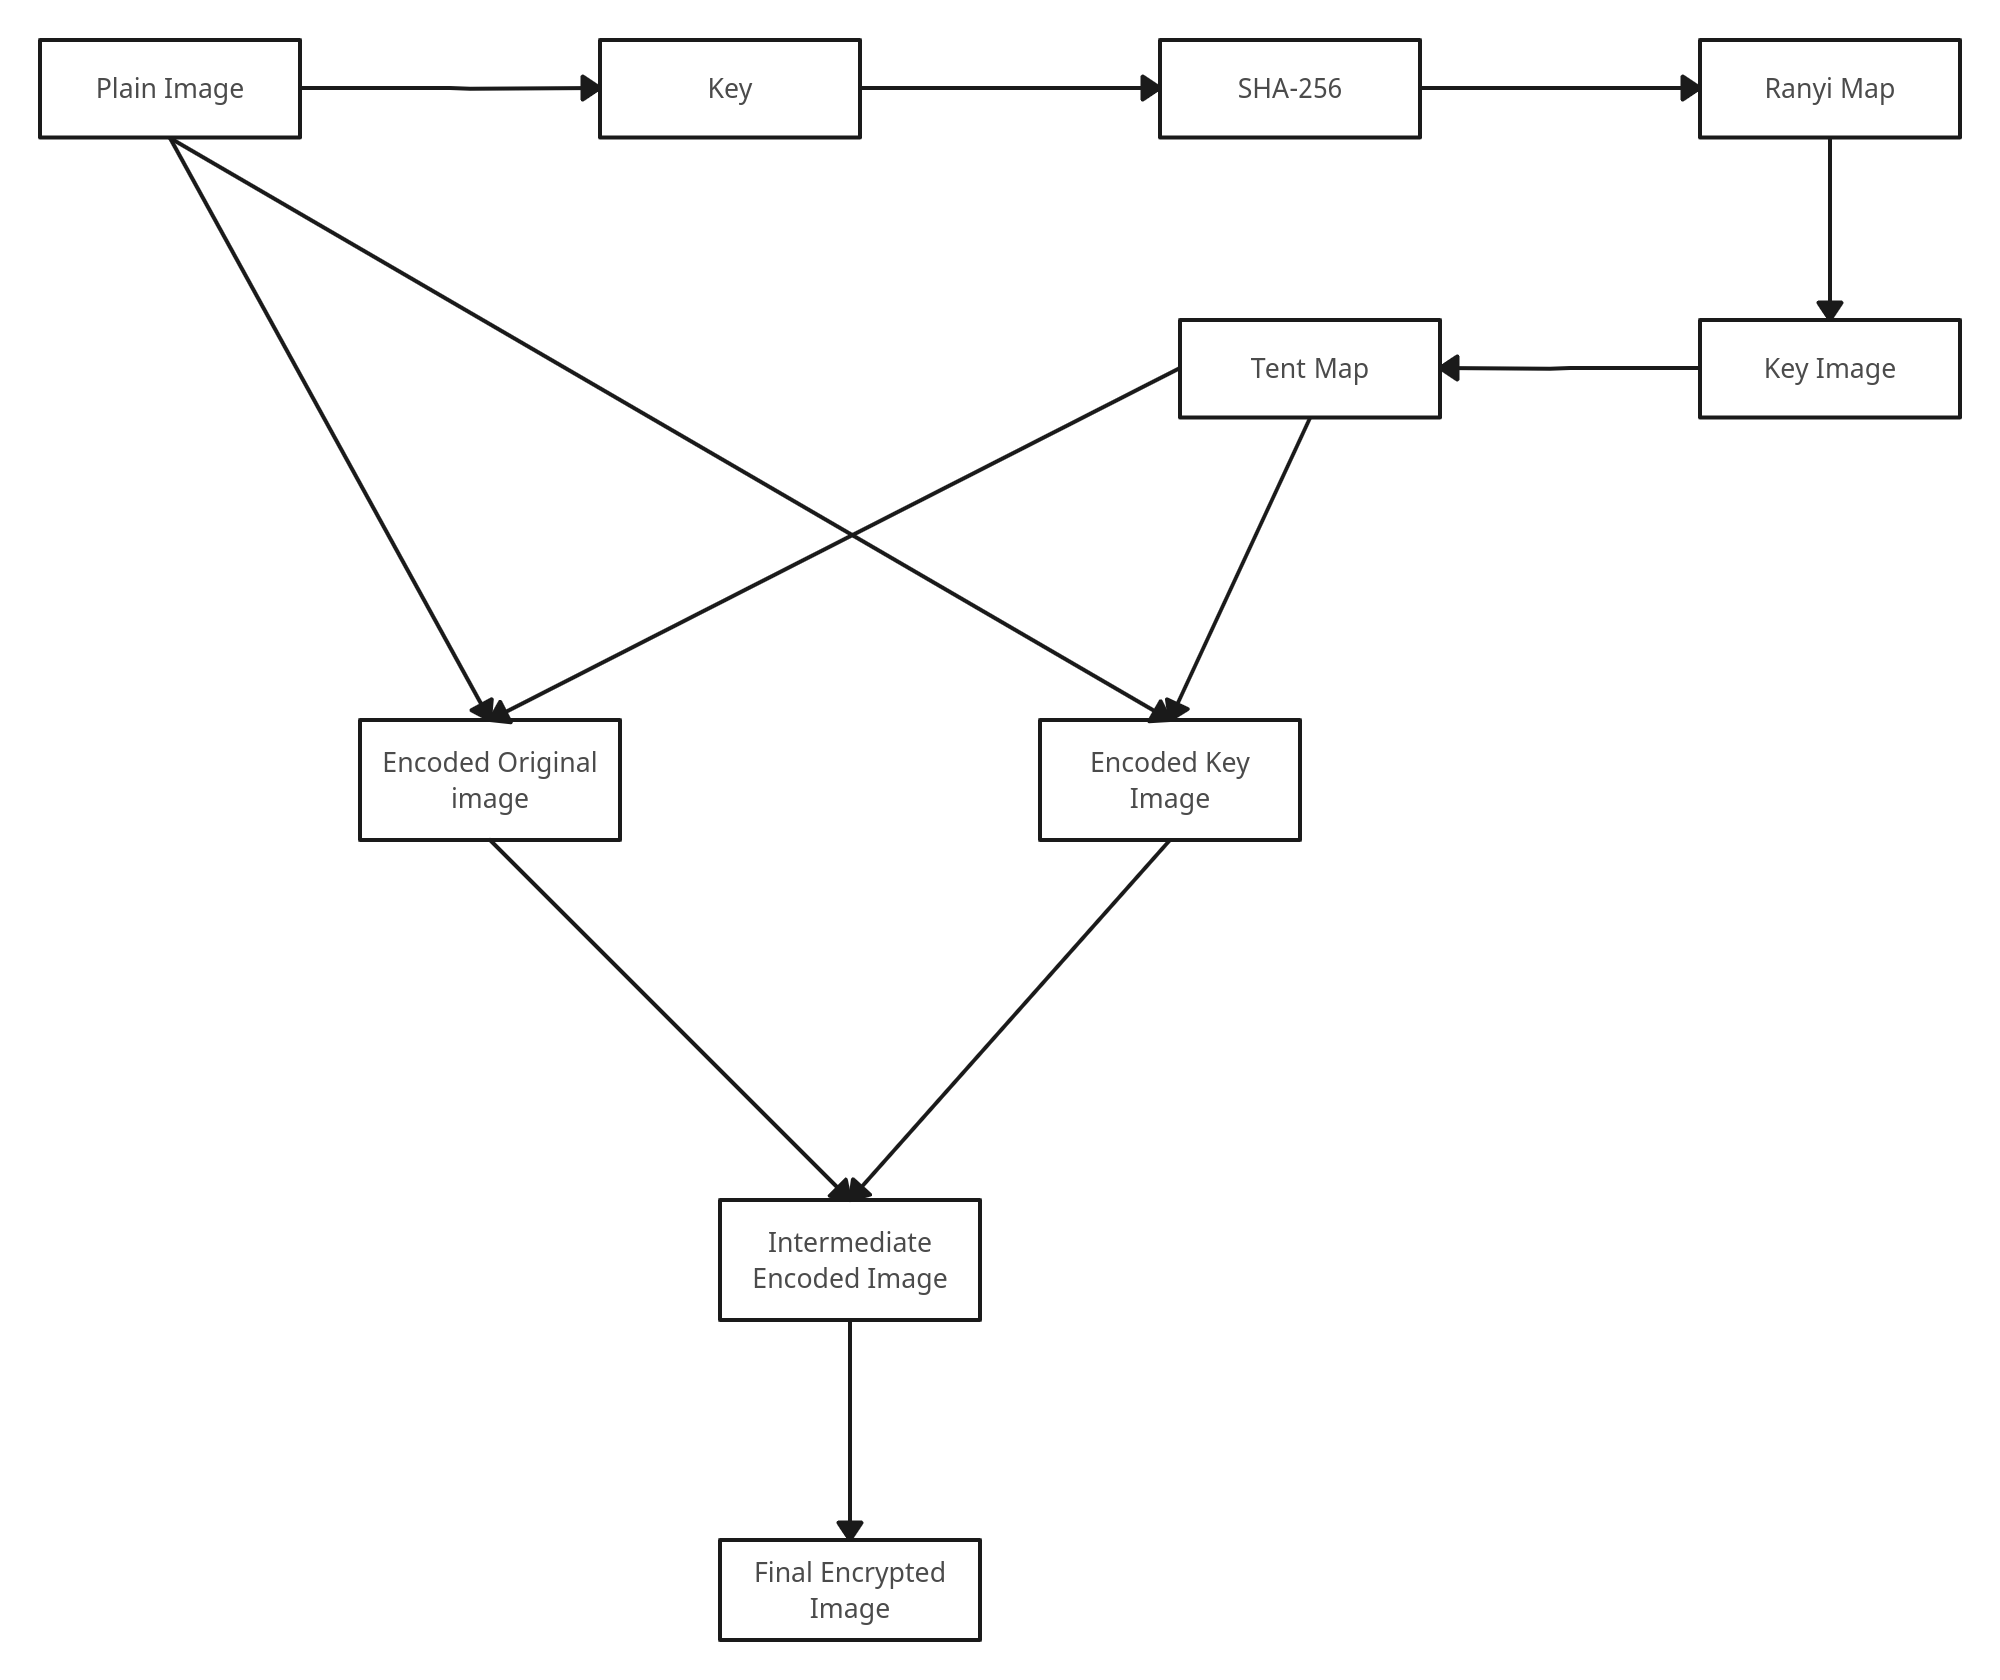 Plain Image
Key
SHA-256
Ranyi Map
Tent Map
Key Image
Encoded Original
image
Encoded Key
Image
Intermediate
Encoded Image
Final Encrypted
Image